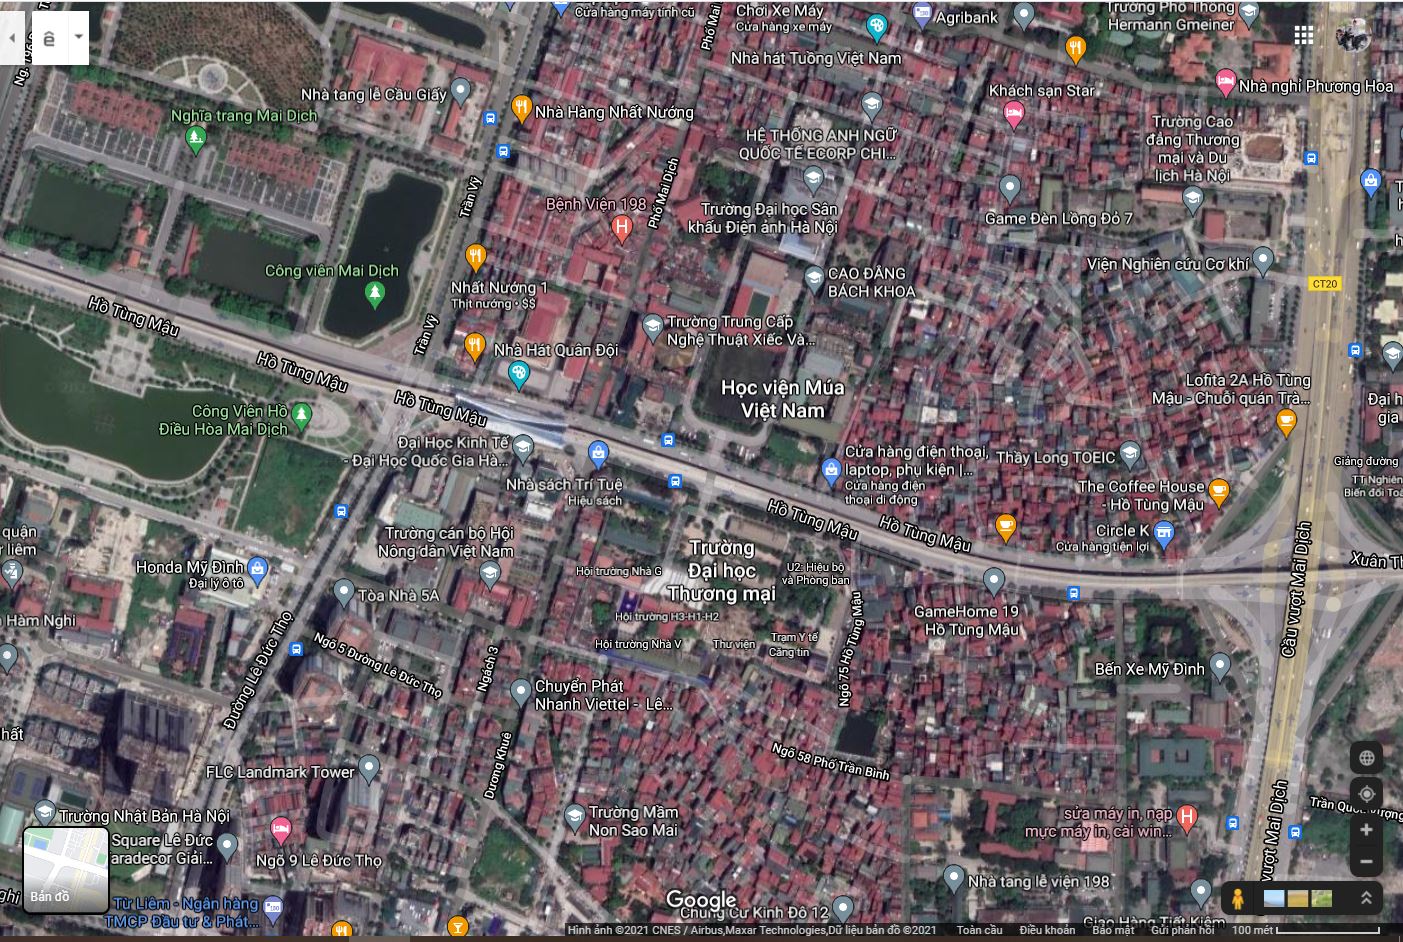 ê
Cửa hàng máy tính cũ
Phố Mai
Chơi Xe Máy
Cửa hàng xe máy
Agribank
Trường Phổ Thông
Hermann Gmeiner
Nhà hát Tuồng Việt Nam
Nhà tang lễ Cầu Giấy
Nghĩa trang Mai Dịch
Nhà Hàng Nhất Nướng
Khách sạn Star
Nhà nghỉ Phương Hoa
HỆ THỐNG ANH NGỮ
QUỐC TẾ ECORP CHI...
Trường Cao
đẳng Thương
mại và Du
lịch Hà Nội
Trần Vỹ
Phố Mai Dịch
Bệnh Viện 198
Trường Đại học Sân
khấu Điện ảnh Hà Nội
Game Đèn Lồng Đỏ 7
Công viên Mai Dịch
Nhất Nướng 1
Thịt nướng • $$
CAO ĐẲNG
BÁCH KHOA
Viện Nghiên cứu Cơ khí
CT20
Hồ Tùng Mậu
Trần Vỹ
Trường Trung Cấp
Nghệ Thuật Xiếc Và...
Nhà Hát Quân Đội
Hồ Tùng Mậu
Học viện Múa
Việt Nam
Lofita 2A Hồ Tùng
Mậu - Chuỗi quán Trà...
Hồ Tùng Mậu
Công Viên Hồ
Điều Hòa Mai Dịch
Đại h
gia
Đại Học Kinh Tế
- Đại Học Quốc Gia Hà...
Cửa hàng điện thoại,
laptop, phụ kiện |...
Cửa hàng điện
thoại di động
Thầy Long TOEIC
Giảng đường
TT Nghiên
Biến đổi Toà
Nhà sách Trí Tuệ
Hiệu sách
The Coffee House
- Hồ Tùng Mậu
Hồ Tùng Mậu
Hồ Tùng Mậu
Circle K
Cửa hàng tiện lợi
quận
liêm
Trường cán bộ Hội
Nông dân Việt Nam
Trường
Đại học
Thương mại
Hội trường Nhà G
U2: Hiệu bộ
và Phòng ban
Cầu vượt Mai Dịch
Xuân Th
Honda Mỹ Đình
Đại lý ô tô
Tòa Nhà 5A
Hội trường H3-H1-H2
Hội trường Nhà V
Thư viện
Trạm Y tế
Căng tin
Ngõ 75 Hồ Tùng Mậu
GameHome 19
Hồ Tùng Mậu
Hàm Nghi
Đường Lê Đức Thọ
Ngõ 5 Đường Lê Đức Thọ
Ngách 3
Bến Xe Mỹ Đình
Chuyển Phát
Nhanh Viettel - Lê...
hất
Dương Khuê
Ngõ 58 Phố Trần Bình
FLC Landmark Tower
Trường Nhật Bản Hà Nội
Trường Mầm
Non Sao Mai
sửa máy in, nạp
mực máy in, cài win...
vượt Mai Dịch
Square Lê Đức
aradecor Giải...
Ngõ 9 Lê Đức Thọ
Bản đồ
Nhà tang lễ viện 198
Từ Liêm - Ngân hàng
TMCP Đầu tư & Phát...
Google
Chung Cư Kinh Đô 12
Giao Hàng Tiết Kiệm
Hình ảnh ©2021 CNES / Airbus,Maxar Technologies,Dữ liệu bản đồ ©2021
Toàn cầu
Điều khoản
Bảo mật
Gửi phản hồi
100 mét